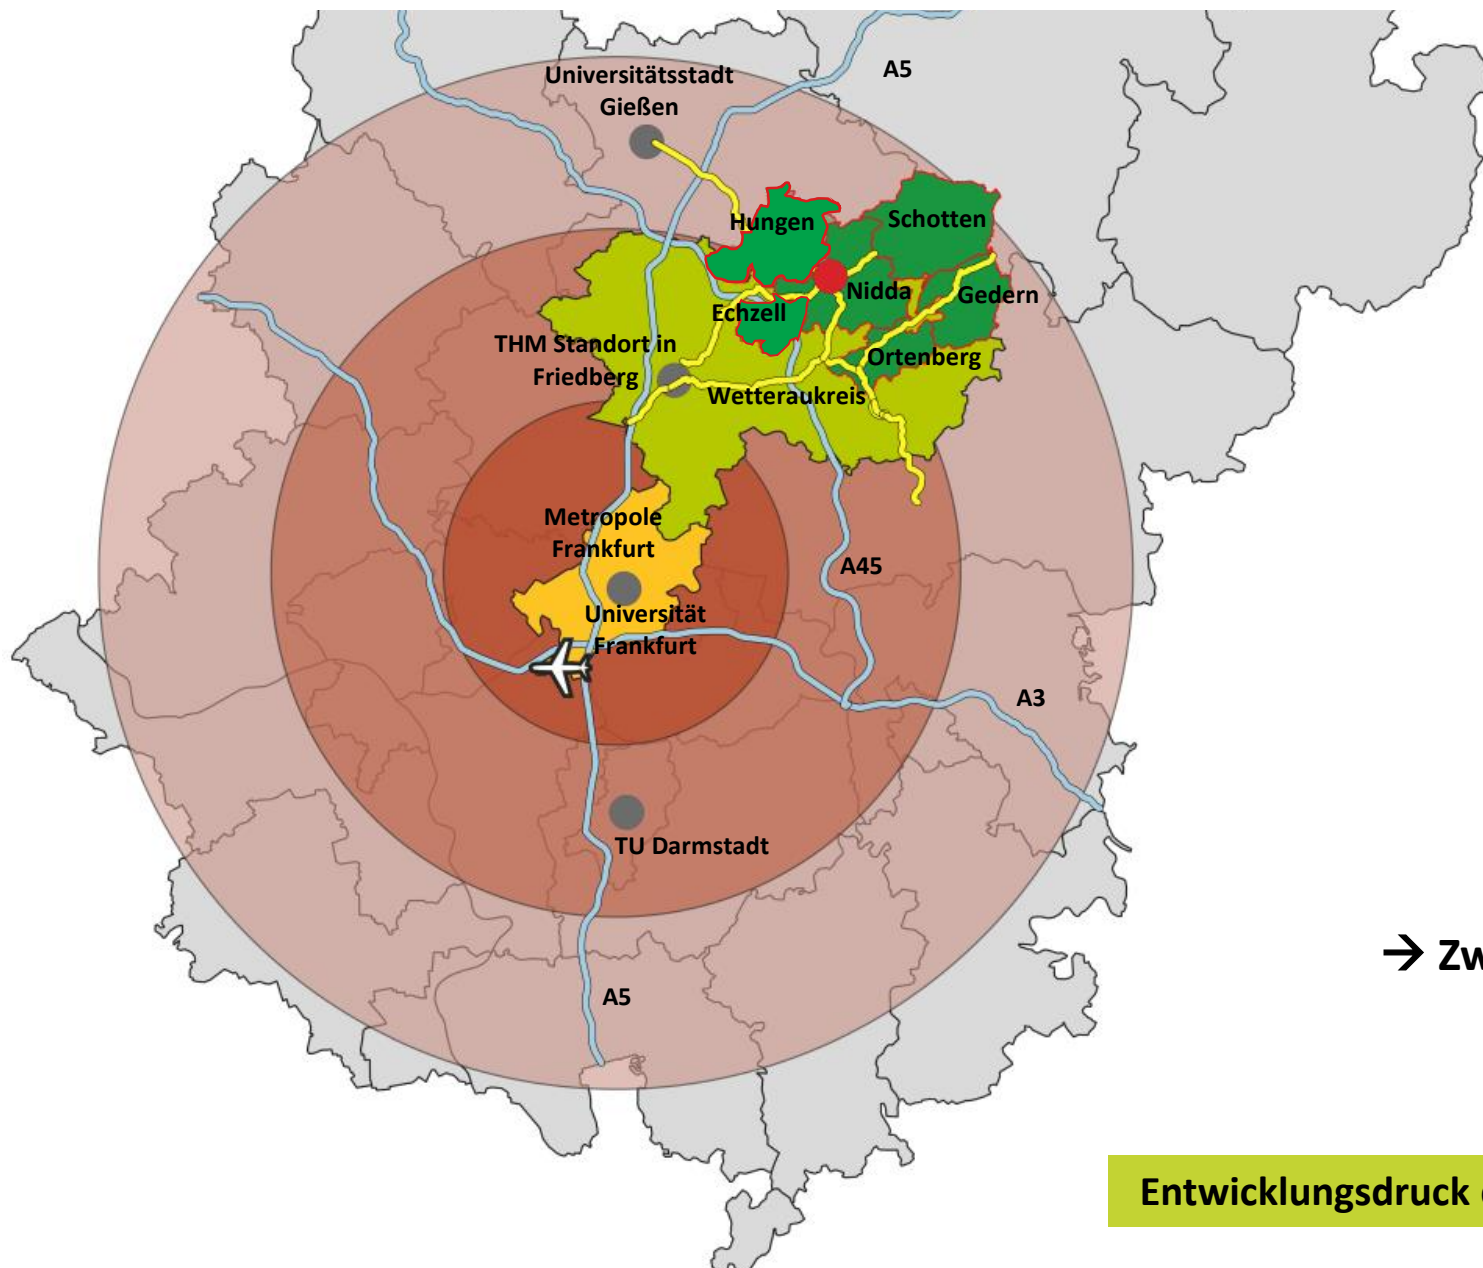 A5
Universitätsstadt
Gießen
Schotten
Hungen
Nidda
Gedern
Echzell
THM Standort in
Friedberg
Ortenberg
Wetteraukreis
Metropole
Frankfurt
A45
Universität
Frankfurt
A3
TU Darmstadt
→ Zw
A5
Entwicklungsdruck